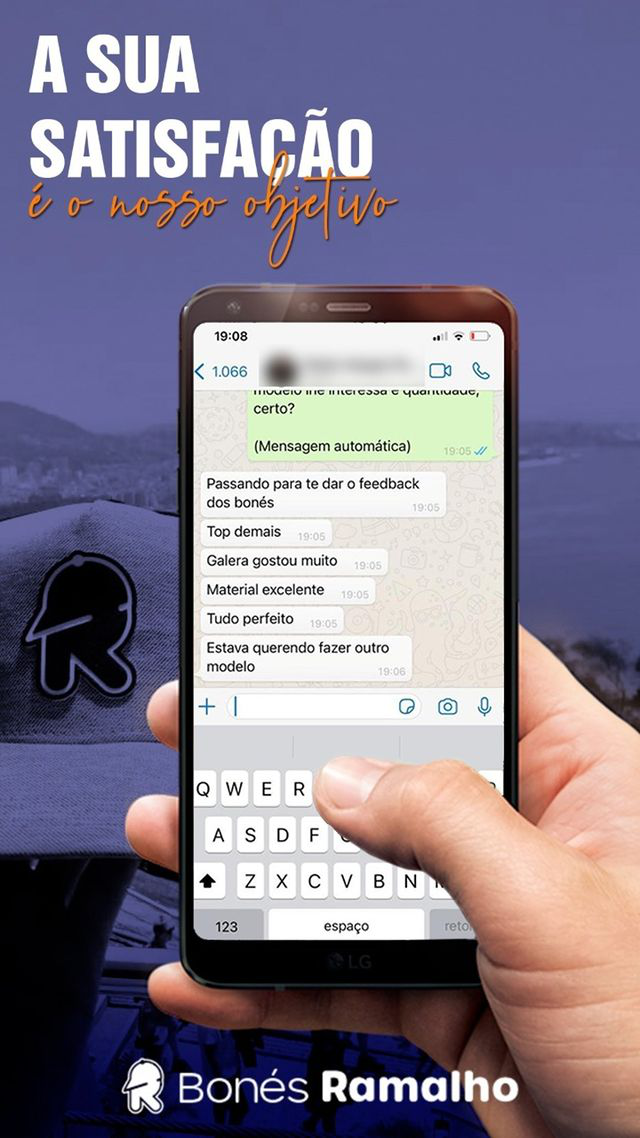 A SUA
SATISFAÇÃO
é o nosso objetivo
19:08
1.066
modelo lhe interessa e quantidade,
certo?
(Mensagem automática)
19:05
Passando para te dar o feedback
dos bonés
19:05
Top demais 19:05
Galera gostou muito 19:05
Material excelente 19:05
Tudo perfeito 19:05
Estava querendo fazer outro
modelo
19:06
Q W E R
A S D F
Z X C V B N
123 espaço
LG
Bonés Ramalho